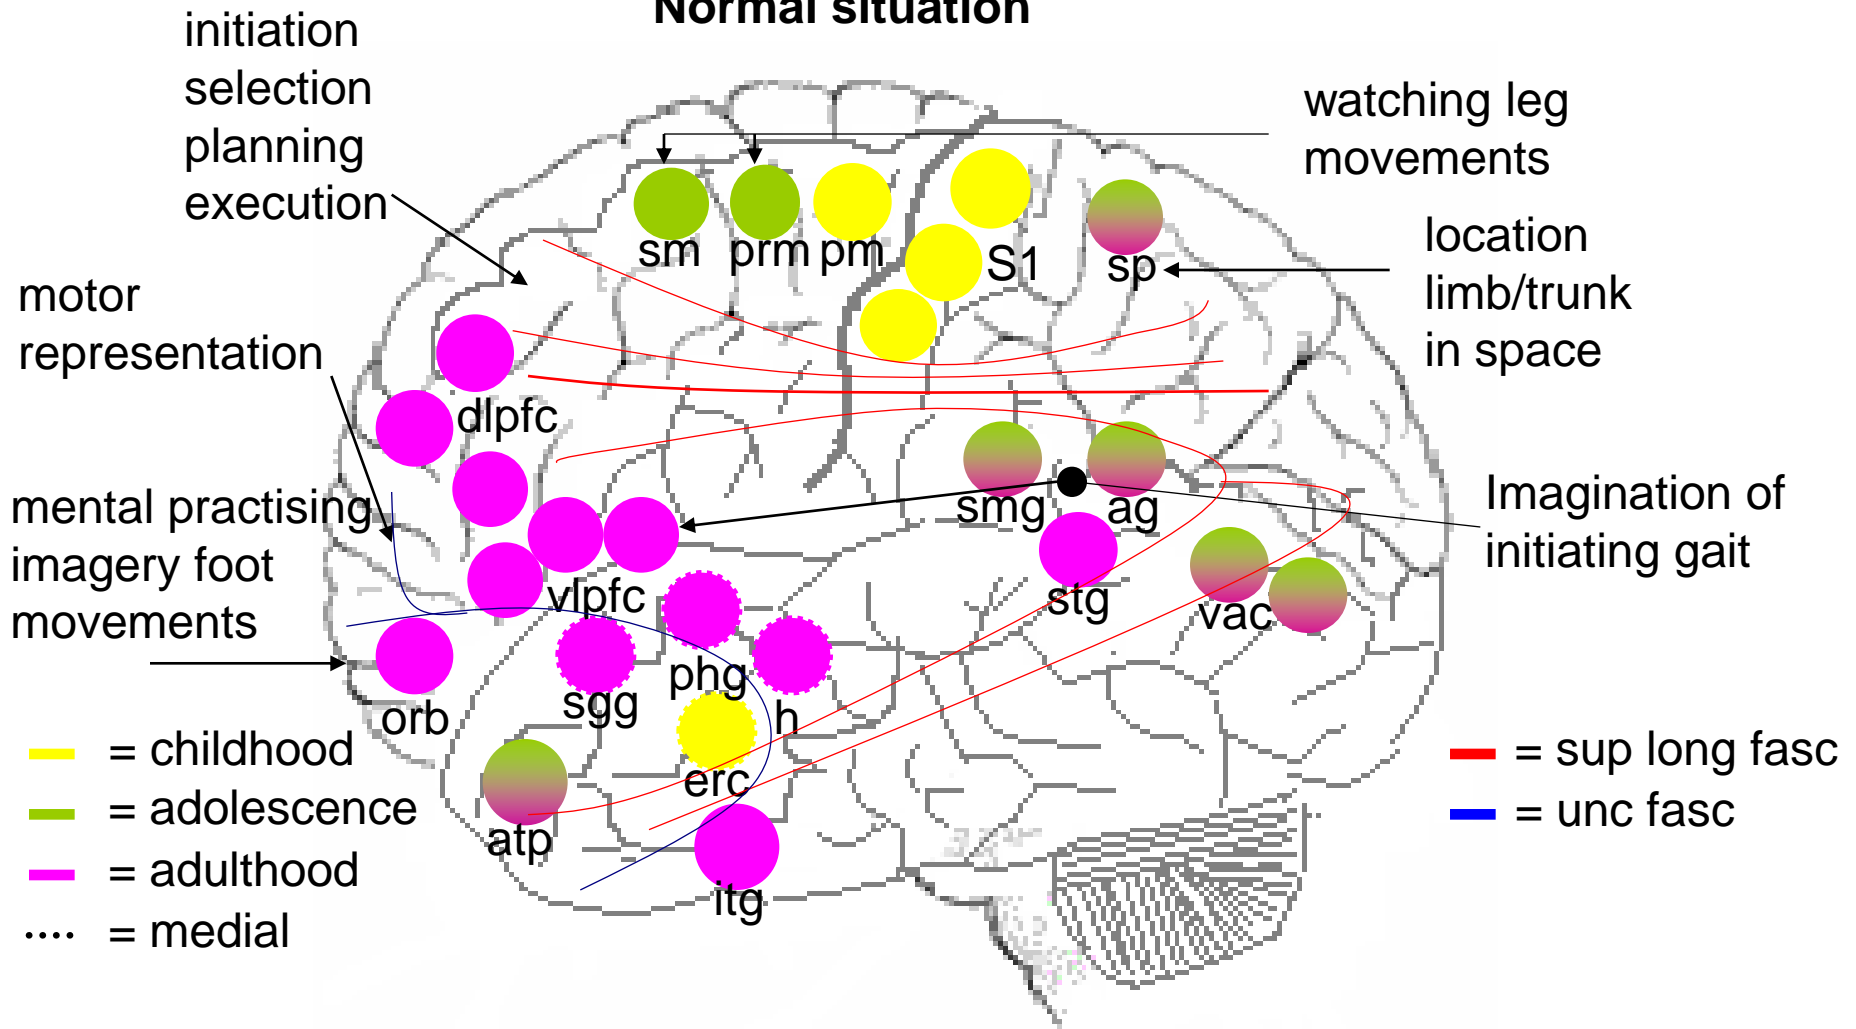 Normal situation
initiation
selection
planning
execution
watching leg
movements
location
limb/trunk
in space
motor
representation
mental practising
imagery foot
movements
Imagination of
initiating gait
sm
prm
pm
S1
sp
dlpfc
smg
ag
stg
vac
vlpfc
phg
sgg
h
orb
erc
atp
itg
= childhood
= adolescence
= adulthood
= medial
= sup long fasc
= unc fasc